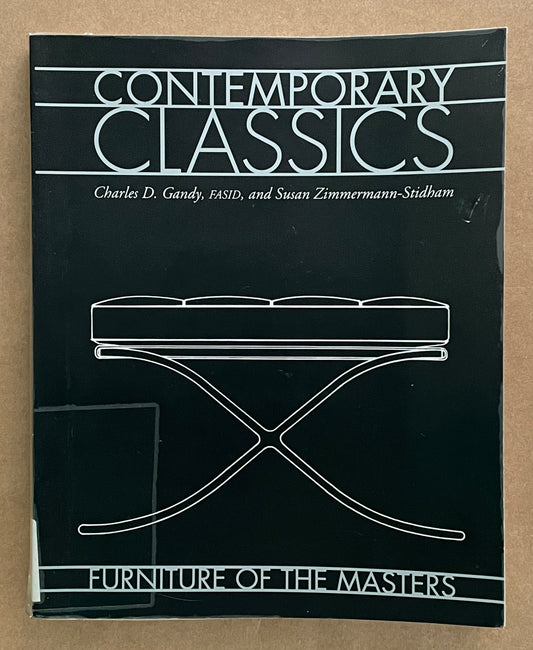 CONTEMPORARY
CLASSICS
Charles D. Gandy, FASID, and Susan Zimmermann-Stidham
FURNITURE OF THE MASTERS